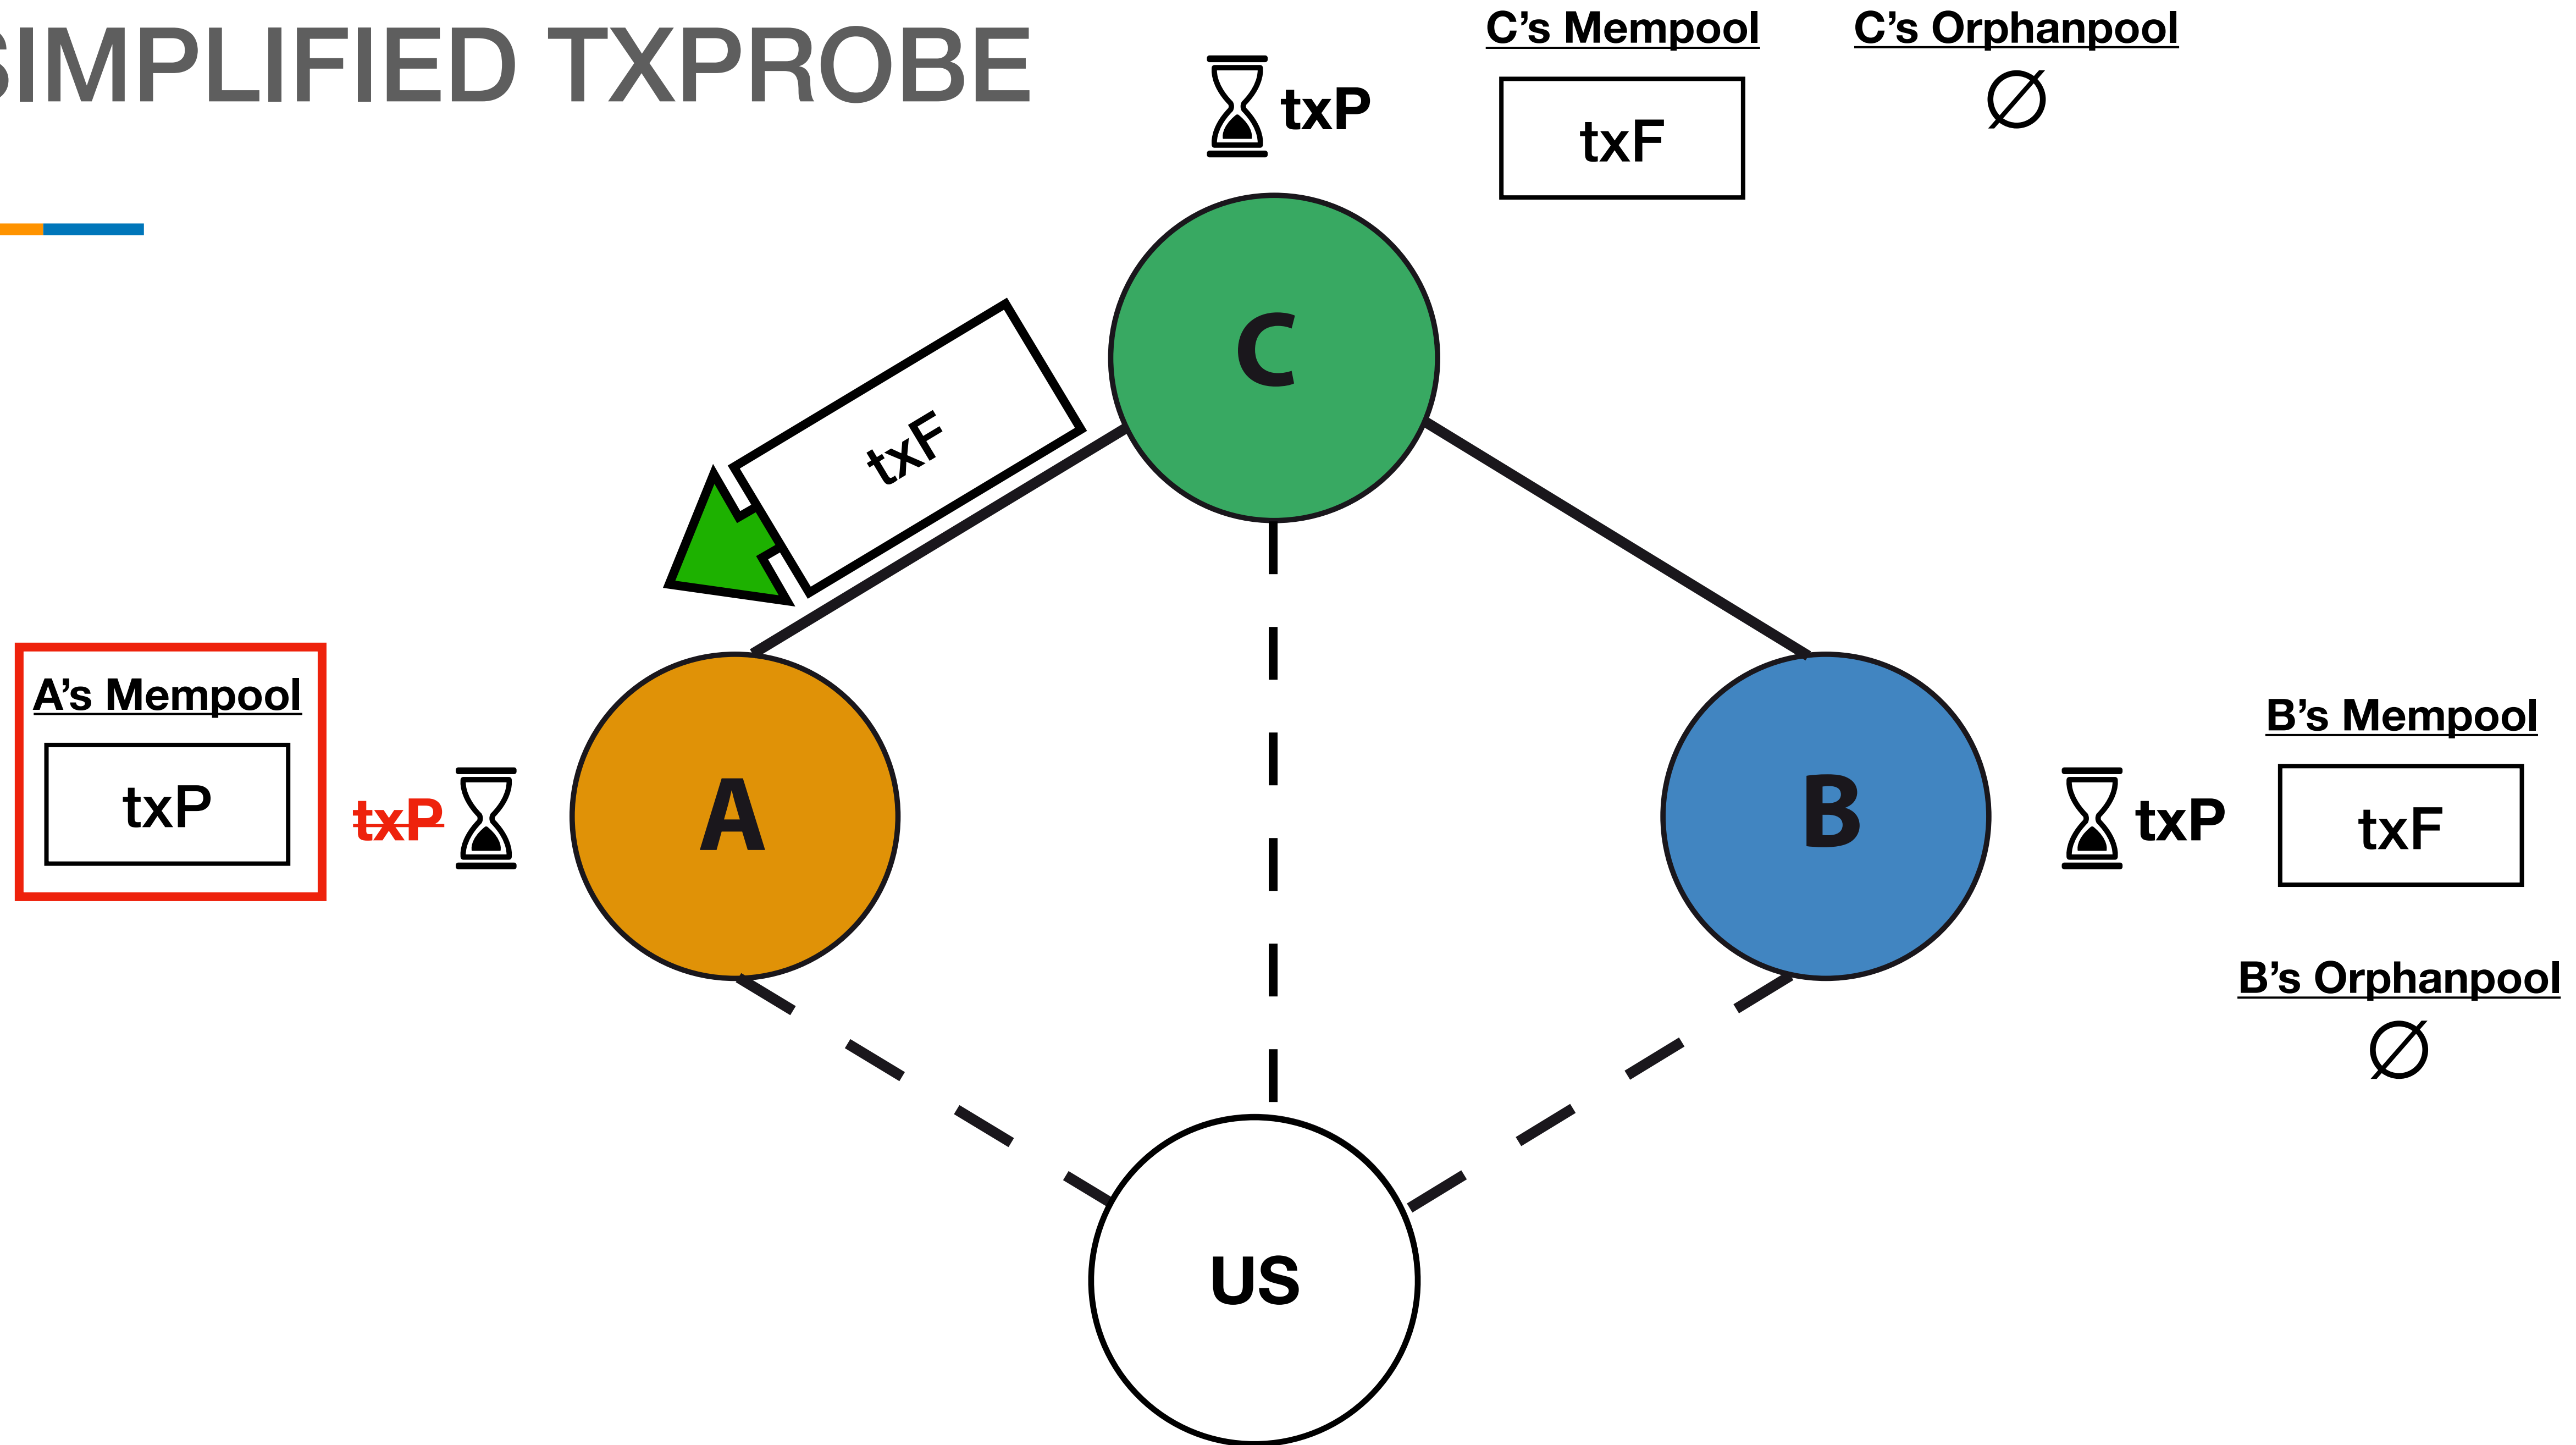 SIMPLIFIED TXPROBE
C's Mempool
C's Orphanpool
txP
txF
Ø
C
txF
A's Mempool
txP
txP
A
B
txP
B's Mempool
txF
B's Orphanpool
Ø
US